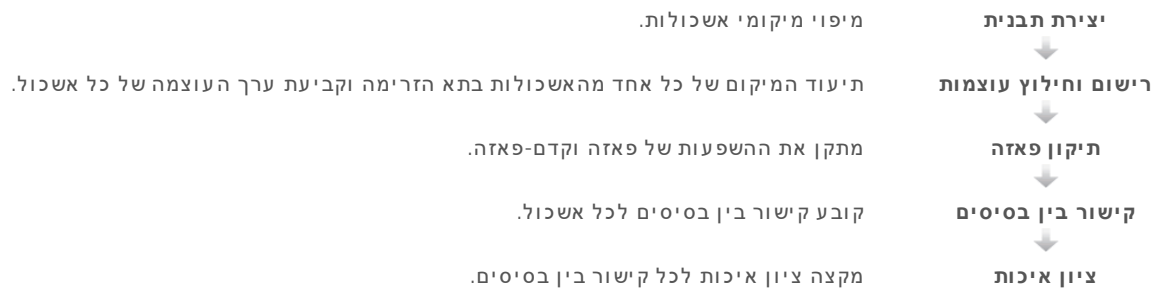 יצירת תבנית מיפוי מיקומי אשכולות.
רישום וחילוץ עוצמות תיעוד המיקום של כל אחד מהאשכולות בתא הזרימה וקביעת ערך העוצמה של כל אשכול.
תיקון פאזה מתקן את ההשפעות של פאזה וקדם-פאזה.
קישור בין בסיסים קובע קישור בין בסיסים לכל אשכול.
ציון איכות מקצה ציון איכות לכל קישור בין בסיסים.